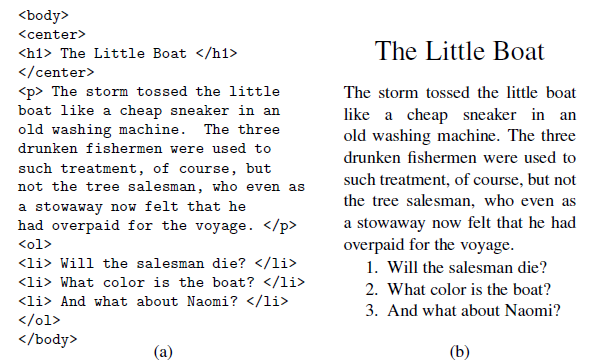 <body>
<center>
<h1> The Little Boat </h1>
</center>
<p> The storm tossed the little
boat like a cheap sneaker in an
old washing machine.  The three
drunken fishermen were used to
such treatment, of course, but
not the tree salesman, who even as
a stowaway now felt that he
had overpaid for the voyage. </p>
<ol>
<li> Will the salesman die? </li>
<li> What color is the boat? </li>
<li> And what about Naomi? </li>
</ol>
</body>
(a)
The Little Boat
The storm tossed the little boat
like a cheap sneaker in an
old washing machine. The three
drunken fishermen were used to
such treatment, of course, but not
the tree salesman, who even as
a stowaway now felt that he had
overpaid for the voyage.
1. Will the salesman die?
2. What color is the boat?
3. And what about Naomi?
(b)